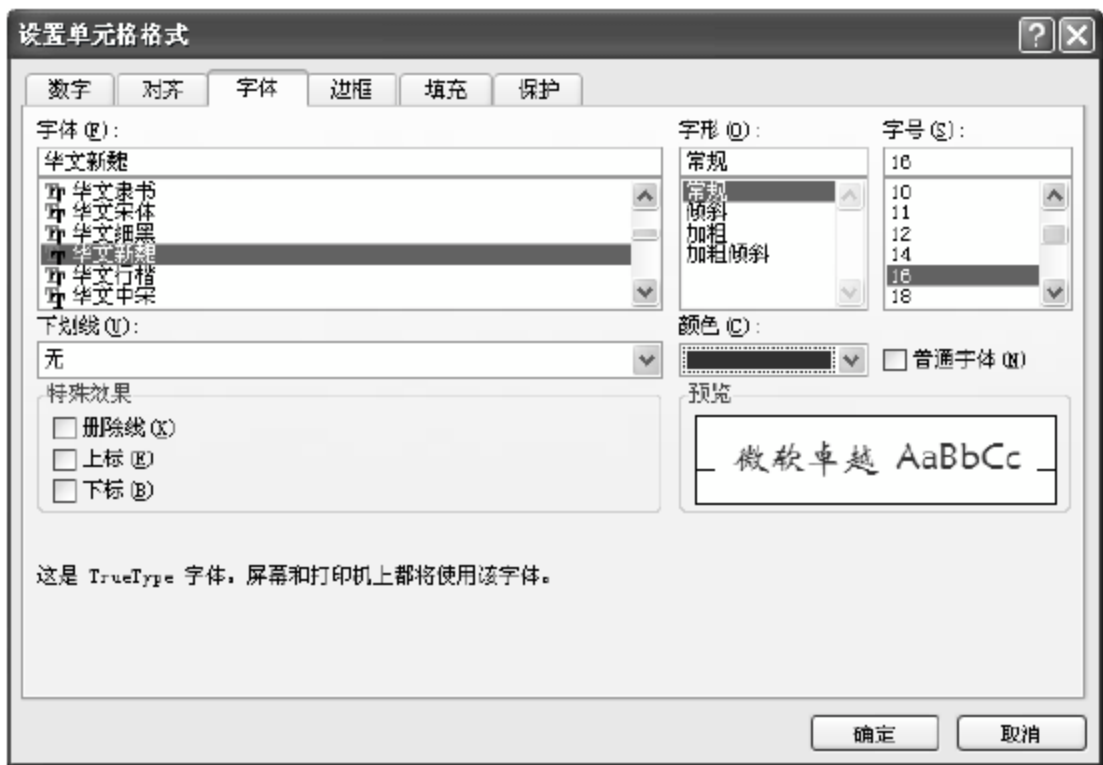 设置单元格格式
数字 对齐 字体 边框 填充 保护
字体(F): 字形(O): 字号(S):
华文新魏 常规 16
华文隶书 常规 10
华文宋体 倾斜 11
华文细黑 加粗 12
华文新魏 加粗倾斜 14
华文行楷 16
华文中宋 18
下划线(U): 颜色(C):
无 普通字体(N)
特殊效果 预览
删除线(K)
上标(E)
下标(B)
微软卓越 AaBbCc
这是 TrueType 字体。屏幕和打印机上都将使用该字体。
确定 取消